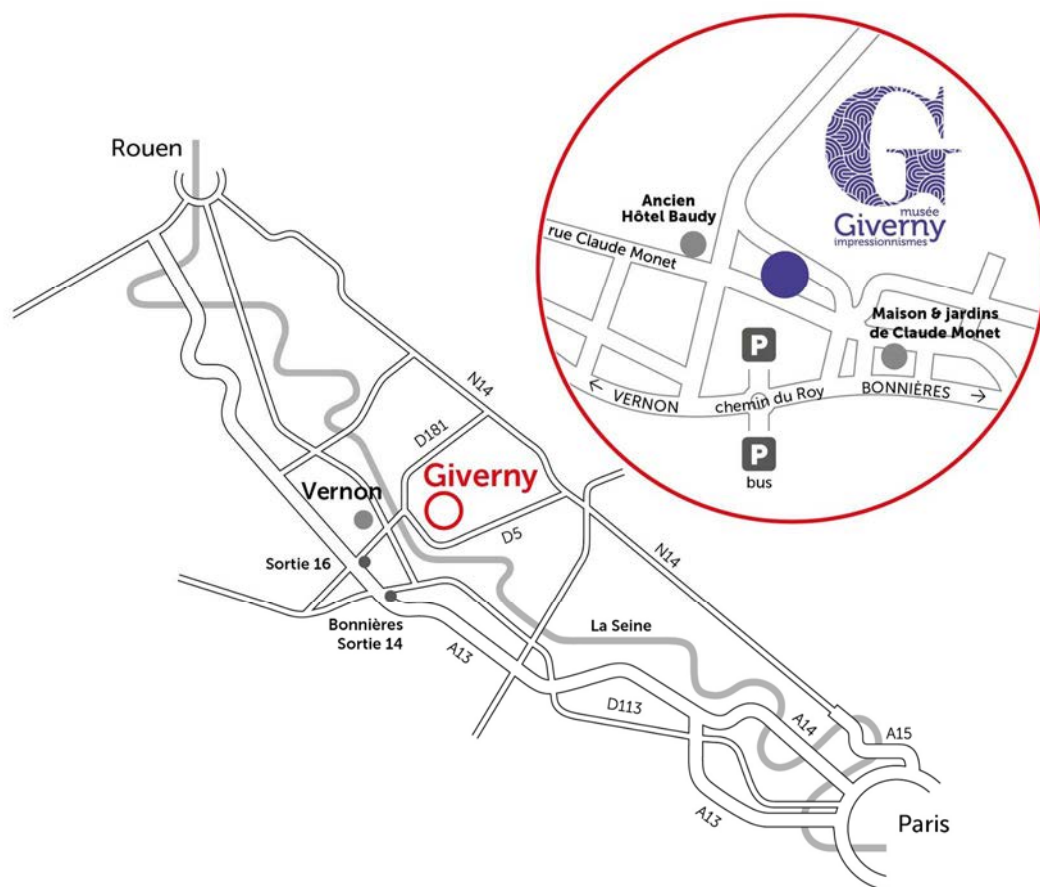 Rouen
N14
D181
Giverny
Vernon
D5
Sortie 16
Bonnières
Sortie 14
A13
La Seine
N14
D113
A14
A15
A13
Paris
G
musée
Giverny
impressionnismes
Ancien
Hôtel Baudy
rue Claude Monet
Maison & jardins
de Claude Monet
P
← VERNON
chemin du Roy
BONNIÈRES →
P
bus